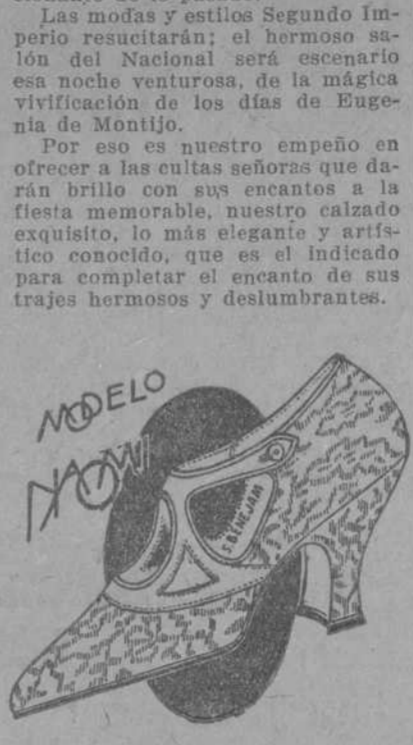 Las modas y estilos Segundo Im-
perio resucitarán; el hermoso sa-
lón del Nacional será escenario
esa noche venturosa, de la mágica
vivificación de los días de Euge-
nia de Montijo.
Por eso es nuestro empeño en
ofrecer a las cultas señoras que da-
rán brillo con sus encantos a la
fiesta memorable, nuestro calzado
exquisito, lo más elegante y artís-
tico conocido, que es el indicado
para completar el encanto de sus
trajes hermosos y deslumbrantes.
MODELO
NAOMI
S. BENEJAM